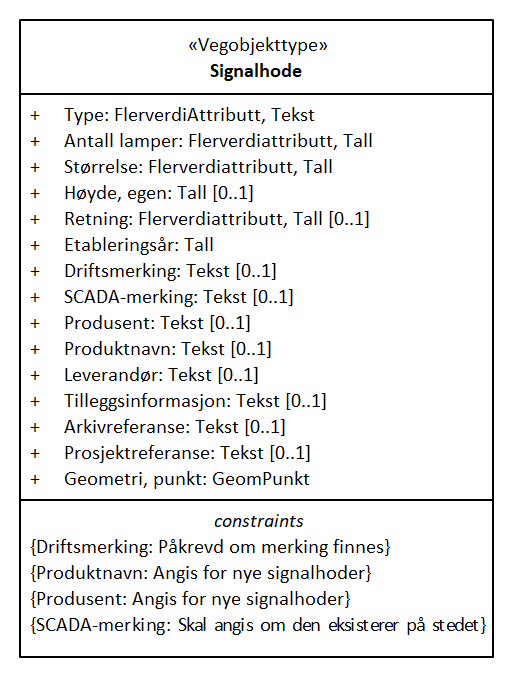 «Vegobjekttype»
Signalhode
+ Type: FlerverdiAttributt, Tekst
+ Antall lamper: Flerverdiattributt, Tall
+ Størrelse: Flerverdiattributt, Tall
+ Høyde, egen: Tall [0..1]
+ Retning: Flerverdiattributt, Tall [0..1]
+ Etableringsår: Tall
+ Driftsmerking: Tekst [0..1]
+ SCADA-merking: Tekst [0..1]
+ Produsent: Tekst [0..1]
+ Produktnavn: Tekst [0..1]
+ Leverandør: Tekst [0..1]
+ Tilleggsinformasjon: Tekst [0..1]
+ Arkivreferanse: Tekst [0..1]
+ Prosjektreferanse: Tekst [0..1]
+ Geometri, punkt: GeomPunkt
constraints
{Driftsmerking: Påkrevd om merking finnes}
{Produktnavn: Angis for nye signalhoder}
{Produsent: Angis for nye signalhoder}
{SCADA-merking: Skal angis om den eksisterer på stedet}